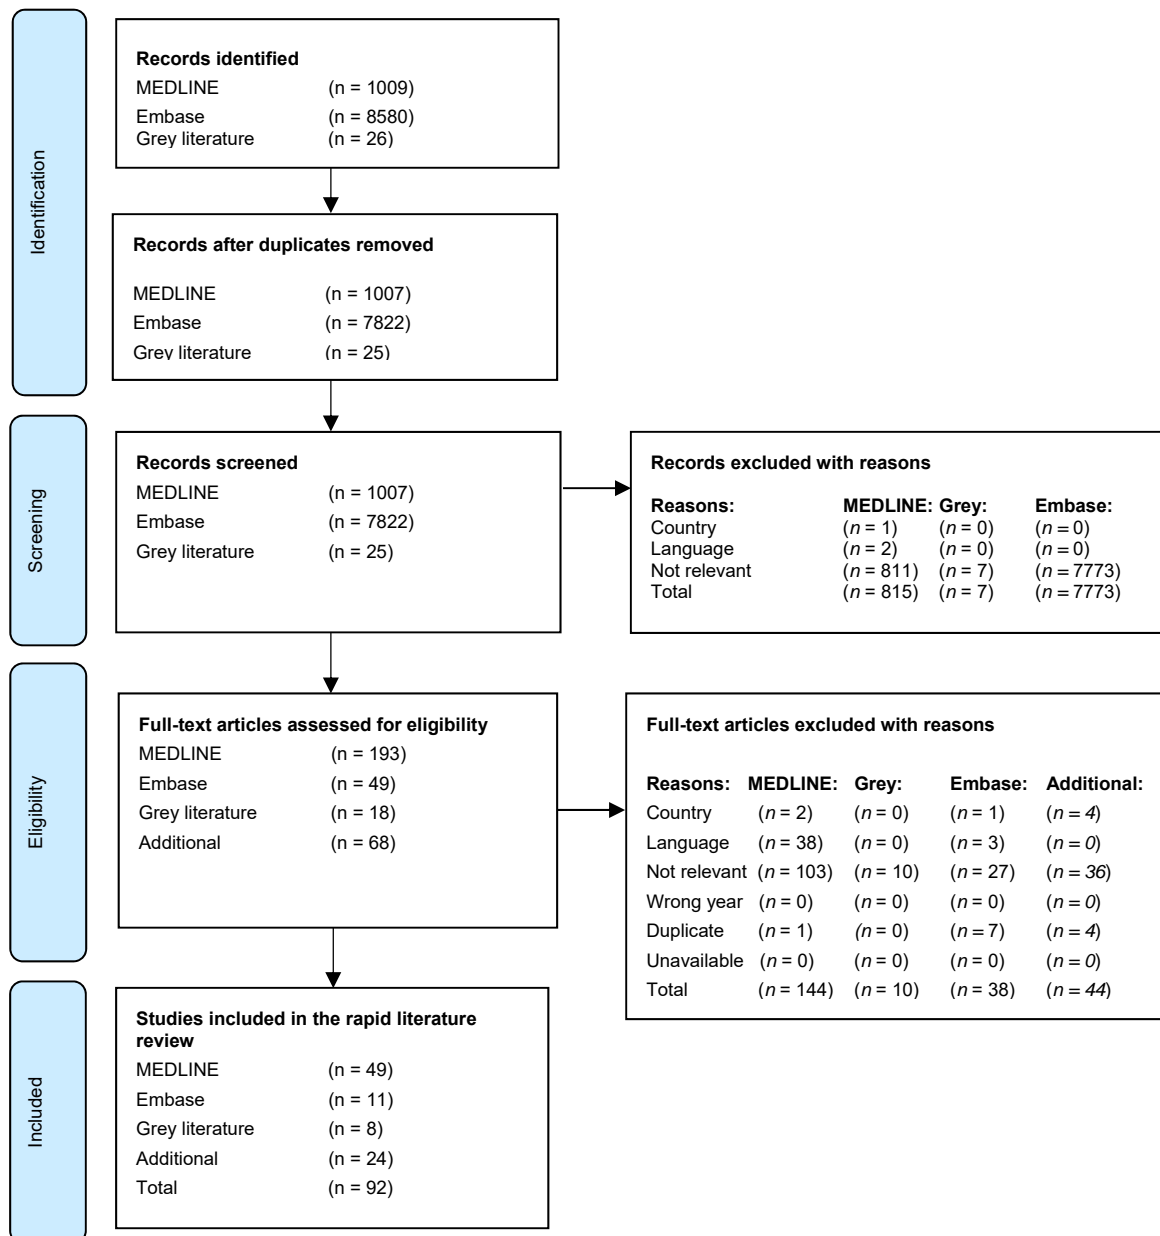 Identification
Records identified
MEDLINE (n = 1009)
Embase (n = 8580)
Grey literature (n = 26)
Records after duplicates removed
MEDLINE (n = 1007)
Embase (n = 7822)
Grey literature (n = 25)
Screening
Records screened
MEDLINE (n = 1007)
Embase (n = 7822)
Grey literature (n = 25)
Records excluded with reasons
Reasons: MEDLINE: Grey: Embase:
Country (n = 1) (n = 0) (n = 0)
Language (n = 2) (n = 0) (n = 0)
Not relevant (n = 811) (n = 7) (n = 7773)
Total (n = 815) (n = 7) (n = 7773)
Eligibility
Full-text articles assessed for eligibility
MEDLINE (n = 193)
Embase (n = 49)
Grey literature (n = 18)
Additional (n = 68)
Full-text articles excluded with reasons
Reasons: MEDLINE: Grey: Embase: Additional:
Country (n = 2) (n = 0) (n = 1) (n = 4)
Language (n = 38) (n = 0) (n = 3) (n = 0)
Not relevant (n = 103) (n = 10) (n = 27) (n = 36)
Wrong year (n = 0) (n = 0) (n = 0) (n = 0)
Duplicate (n = 1) (n = 0) (n = 7) (n = 4)
Unavailable (n = 0) (n = 0) (n = 0) (n = 0)
Total (n = 144) (n = 10) (n = 38) (n = 44)
Included
Studies included in the rapid literature
review
MEDLINE (n = 49)
Embase (n = 11)
Grey literature (n = 8)
Additional (n = 24)
Total (n = 92)